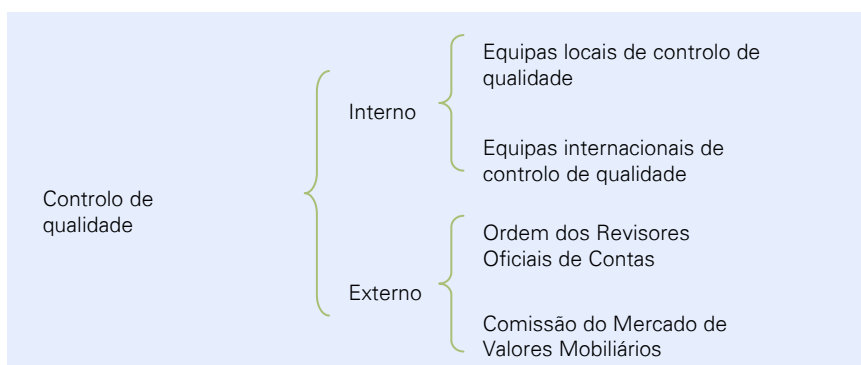 Controlo de
qualidade
Interno
Equipas locais de controlo de
qualidade
Equipas internacionais de
controlo de qualidade
Externo
Ordem dos Revisores
Oficiais de Contas
Comissão do Mercado de
Valores Mobiliários